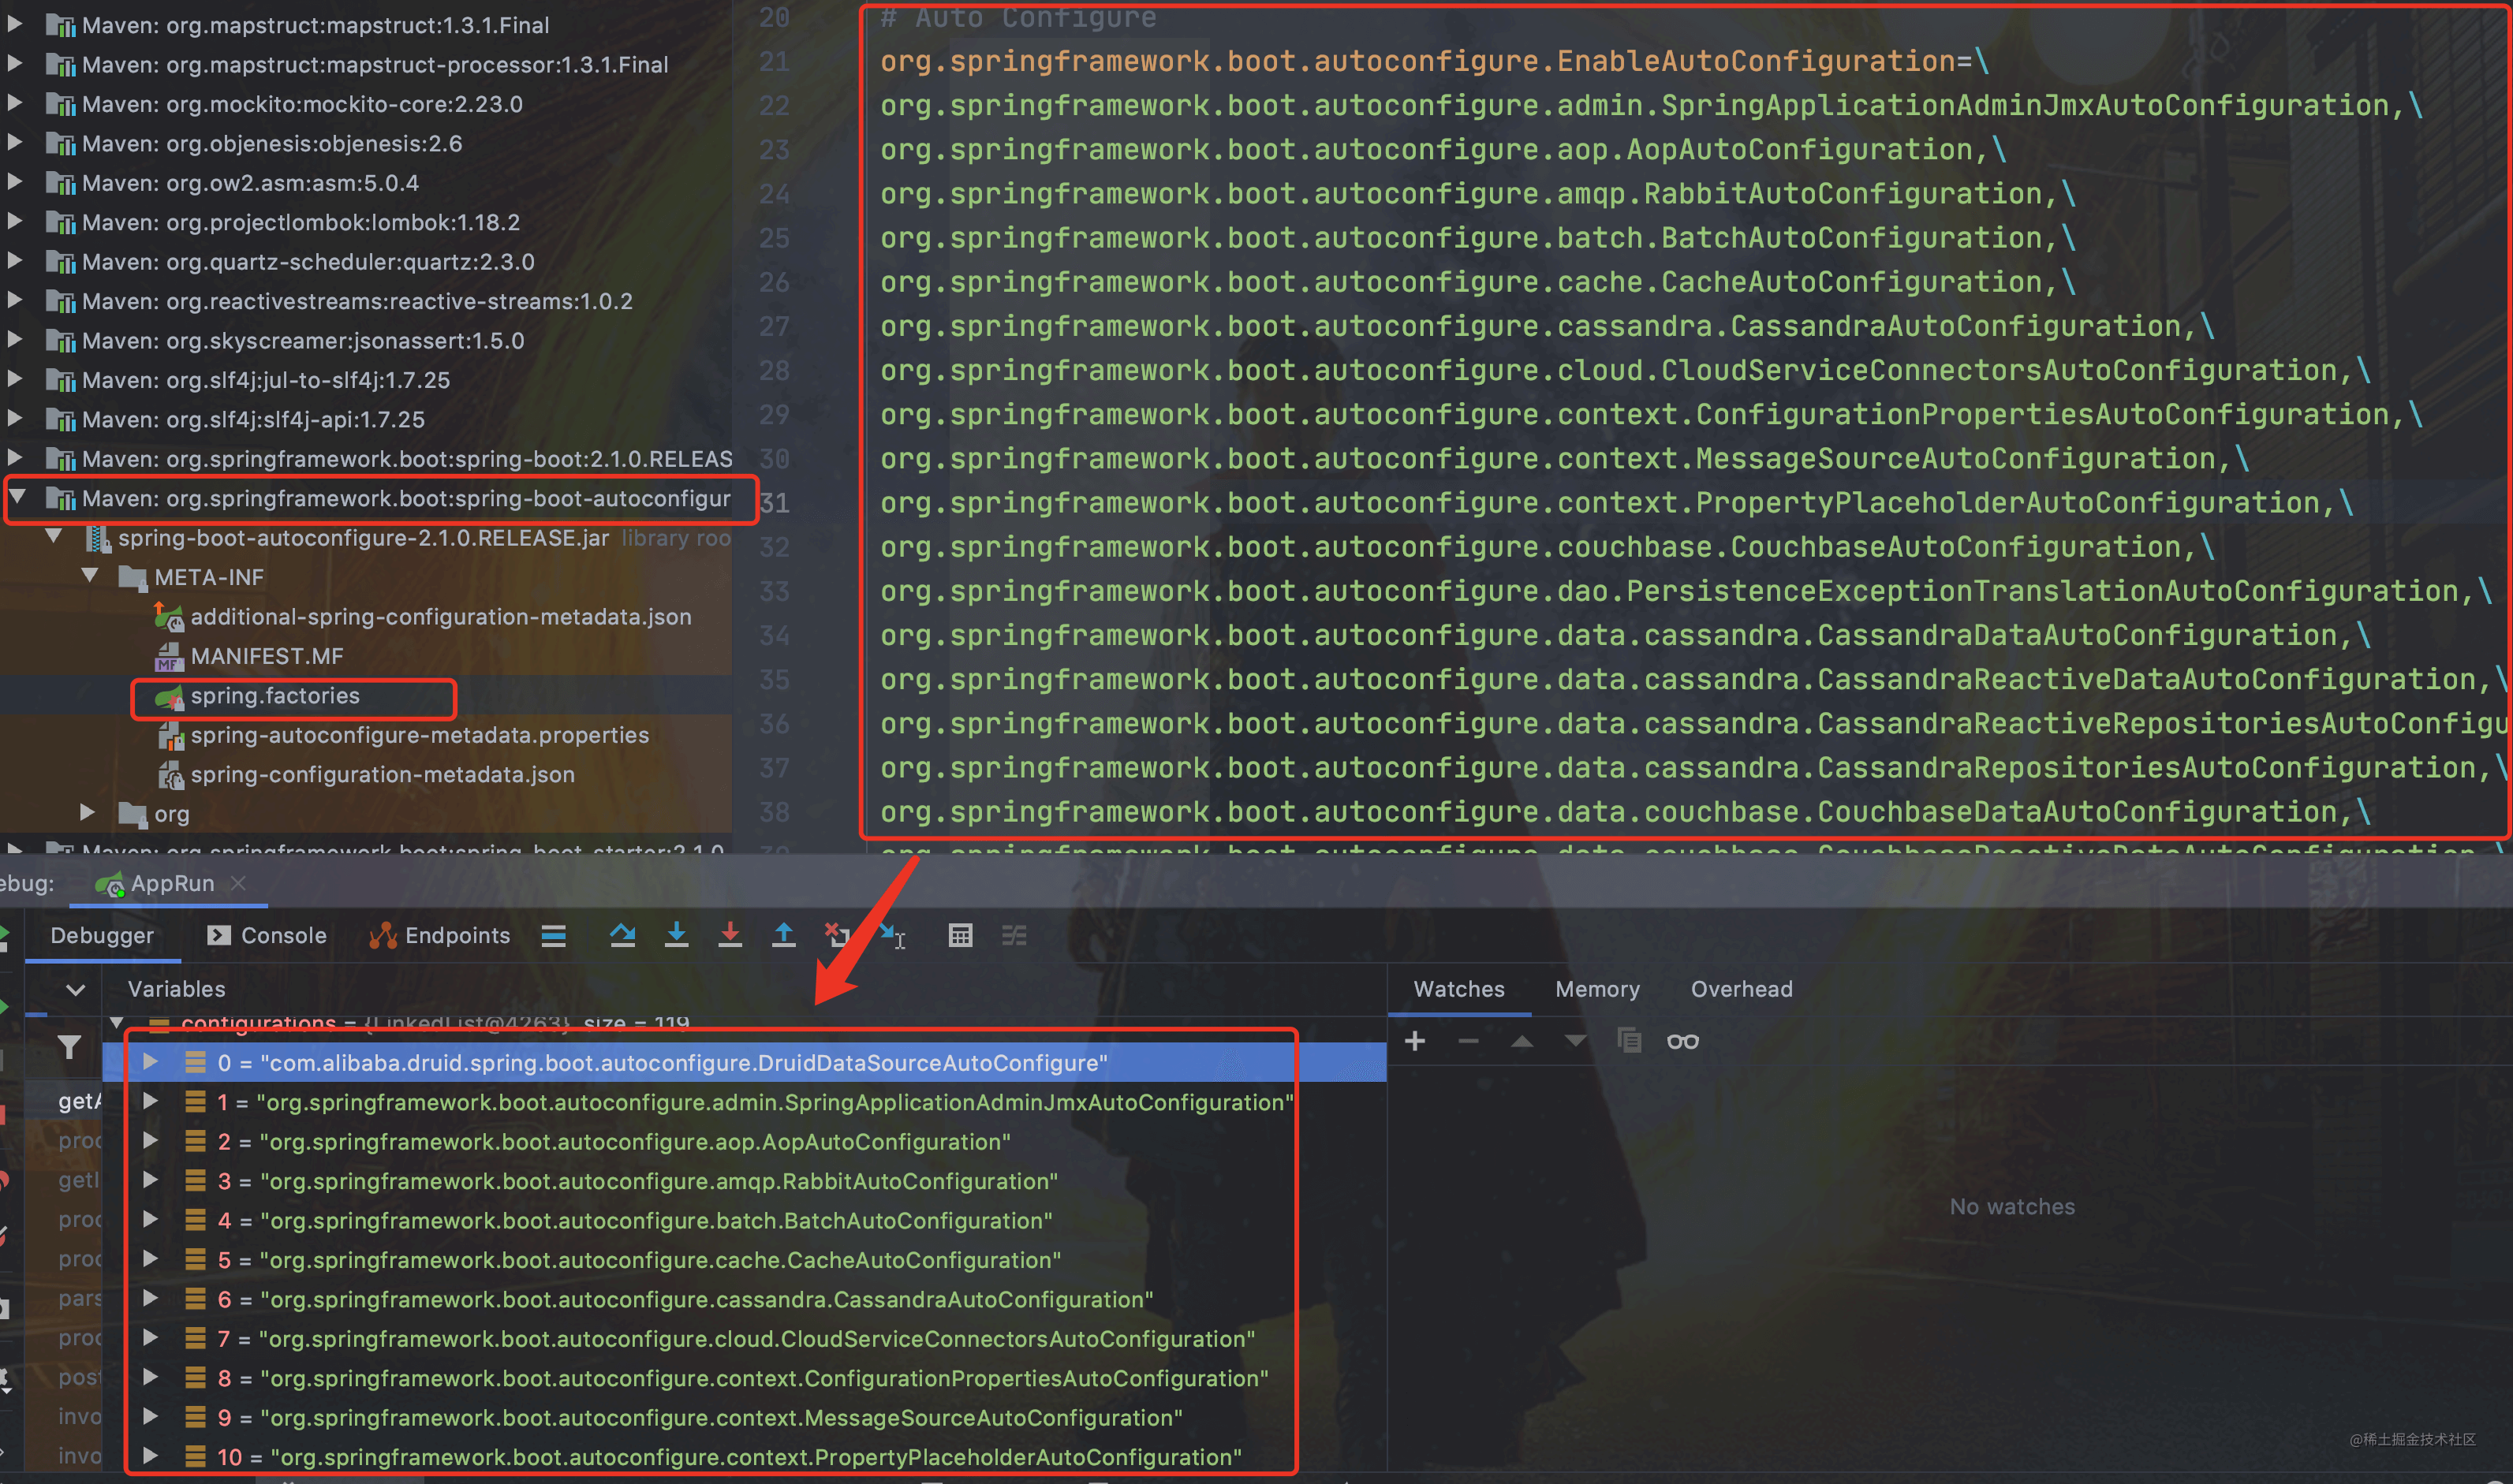 Maven: org.mapstruct:mapstruct:1.3.1.Final
Maven: org.mapstruct:mapstruct-processor:1.3.1.Final
Maven: org.mockito:mockito-core:2.23.0
Maven: org.objenesis:objenesis:2.6
Maven: org.ow2.asm:asm:5.0.4
Maven: org.projectlombok:lombok:1.18.2
Maven: org.quartz-scheduler:quartz:2.3.0
Maven: org.reactivestreams:reactive-streams:1.0.2
Maven: org.skyscreamer:jsonassert:1.5.0
Maven: org.slf4j:jul-to-slf4j:1.7.25
Maven: org.slf4j:slf4j-api:1.7.25
Maven: org.springframework.boot:spring-boot:2.1.0.RELEAS
Maven: org.springframework.boot:spring-boot-autoconfigur
spring-boot-autoconfigure-2.1.0.RELEASE.jar library roo
META-INF
additional-spring-configuration-metadata.json
MANIFEST.MF
spring.factories
spring-autoconfigure-metadata.properties
spring-configuration-metadata.json
org
Maven: org.springframework.boot:spring-boot-starter:2.1.0
20 # Auto Configure
21 org.springframework.boot.autoconfigure.EnableAutoConfiguration=\
22 org.springframework.boot.autoconfigure.admin.SpringApplicationAdminJmxAutoConfiguration,\
23 org.springframework.boot.autoconfigure.aop.AopAutoConfiguration,\
24 org.springframework.boot.autoconfigure.amqp.RabbitAutoConfiguration,\
25 org.springframework.boot.autoconfigure.batch.BatchAutoConfiguration,\
26 org.springframework.boot.autoconfigure.cache.CacheAutoConfiguration,\
27 org.springframework.boot.autoconfigure.cassandra.CassandraAutoConfiguration,\
28 org.springframework.boot.autoconfigure.cloud.CloudServiceConnectorsAutoConfiguration,\
29 org.springframework.boot.autoconfigure.context.ConfigurationPropertiesAutoConfiguration,\
30 org.springframework.boot.autoconfigure.context.MessageSourceAutoConfiguration,\
31 org.springframework.boot.autoconfigure.context.PropertyPlaceholderAutoConfiguration,\
32 org.springframework.boot.autoconfigure.couchbase.CouchbaseAutoConfiguration,\
33 org.springframework.boot.autoconfigure.dao.PersistenceExceptionTranslationAutoConfiguration,\
34 org.springframework.boot.autoconfigure.data.cassandra.CassandraDataAutoConfiguration,\
35 org.springframework.boot.autoconfigure.data.cassandra.CassandraReactiveDataAutoConfiguration,\
36 org.springframework.boot.autoconfigure.data.cassandra.CassandraReactiveRepositoriesAutoConfigu
37 org.springframework.boot.autoconfigure.data.cassandra.CassandraRepositoriesAutoConfiguration,\
38 org.springframework.boot.autoconfigure.data.couchbase.CouchbaseDataAutoConfiguration,\
39 org.springframework.boot.autoconfigure.data.couchbase.CouchbaseReactiveDataAutoConfiguration,\
ebug: AppRun
Debugger Console Endpoints
Variables
configurations = {LinkedList@4263} size = 119
0 = "com.alibaba.druid.spring.boot.autoconfigure.DruidDataSourceAutoConfigure"
1 = "org.springframework.boot.autoconfigure.admin.SpringApplicationAdminJmxAutoConfiguration"
2 = "org.springframework.boot.autoconfigure.aop.AopAutoConfiguration"
3 = "org.springframework.boot.autoconfigure.amqp.RabbitAutoConfiguration"
4 = "org.springframework.boot.autoconfigure.batch.BatchAutoConfiguration"
5 = "org.springframework.boot.autoconfigure.cache.CacheAutoConfiguration"
6 = "org.springframework.boot.autoconfigure.cassandra.CassandraAutoConfiguration"
7 = "org.springframework.boot.autoconfigure.cloud.CloudServiceConnectorsAutoConfiguration"
8 = "org.springframework.boot.autoconfigure.context.ConfigurationPropertiesAutoConfiguration"
9 = "org.springframework.boot.autoconfigure.context.MessageSourceAutoConfiguration"
10 = "org.springframework.boot.autoconfigure.context.PropertyPlaceholderAutoConfiguration"
getA
proc
getI
proc
proc
pars
proc
post
invo
invo
Watches Memory Overhead
No watches
@稀土掘金技术社区